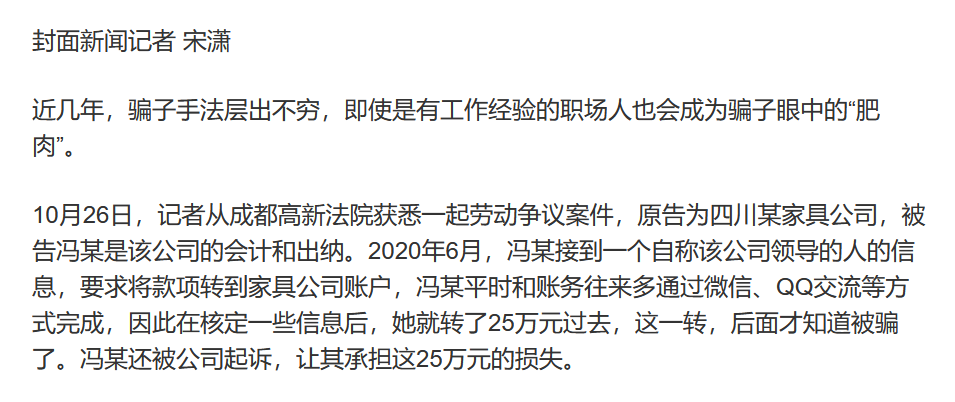 封面新闻记者 宋潇
近几年，骗子手法层出不穷，即使是有工作经验的职场人也会成为骗子眼中的“肥
肉”。
10月26日，记者从成都高新法院获悉一起劳动争议案件，原告为四川某家具公司，被
告冯某是该公司的会计和出纳。2020年6月，冯某接到一个自称该公司领导的人的信
息，要求将款项转到家具公司账户，冯某平时和账务往来多通过微信、QQ交流等方
式完成，因此在核定一些信息后，她就转了25万元过去，这一转，后面才知道被骗
了。冯某还被公司起诉，让其承担这25万元的损失。